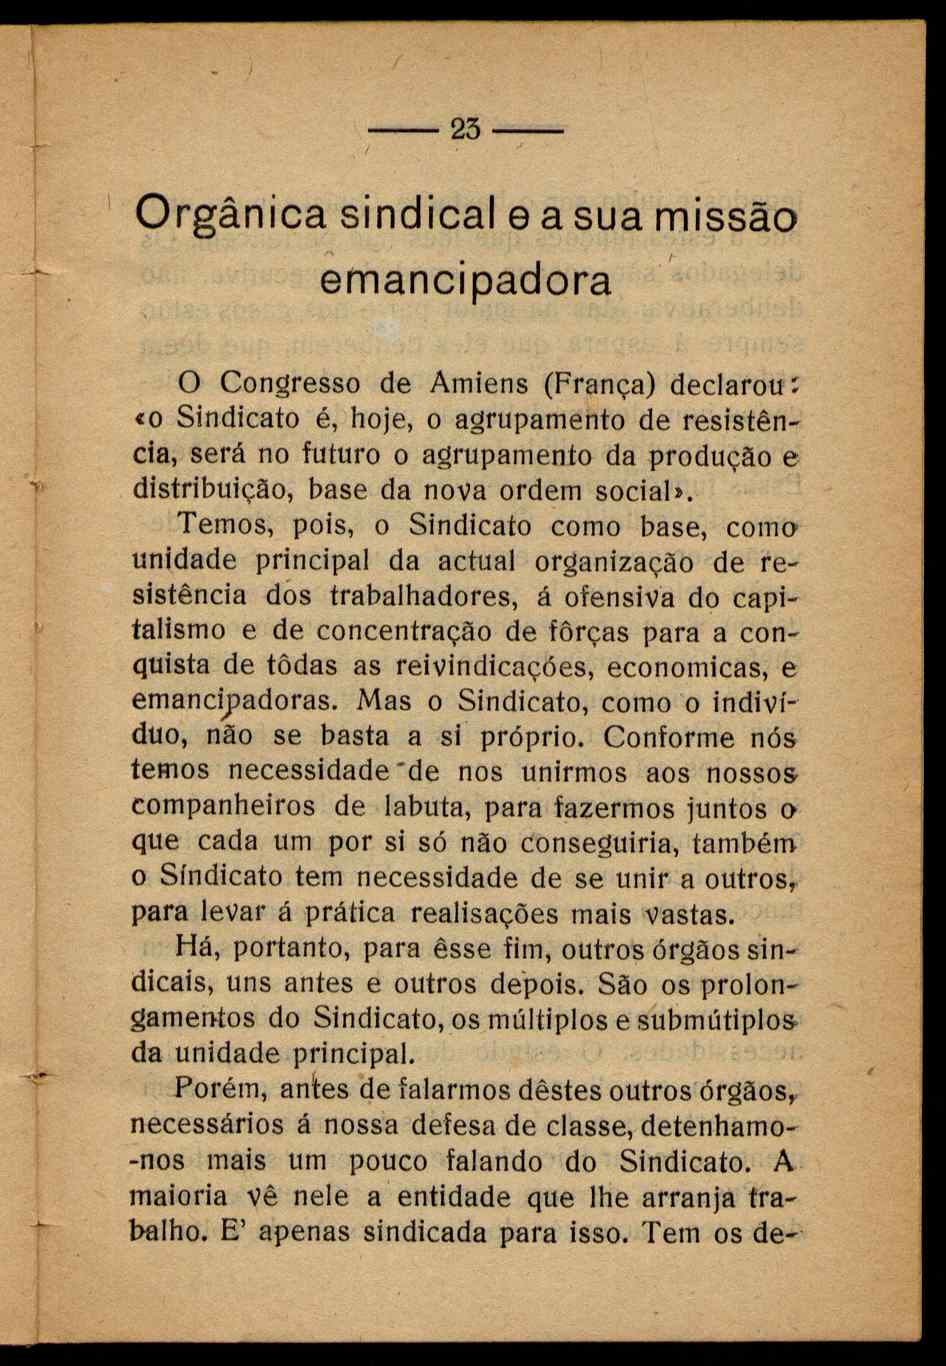 — 23 —
Orgânica sindical e a sua missão
emancipadora
O Congresso de Amiens (França) declarou:
«o Sindicato é, hoje, o agrupamento de resistên-
cia, será no futuro o agrupamento da produção e
distribuição, base da nova ordem social».
Temos, pois, o Sindicato como base, como
unidade principal da actual organização de re-
sistência dos trabalhadores, á ofensiva do capi-
talismo e de concentração de fôrças para a con-
quista de tôdas as reivindicações, economicas, e
emancipadoras. Mas o Sindicato, como o indiví-
duo, não se basta a si próprio. Conforme nós
temos necessidade de nos unirmos aos nossos
companheiros de labuta, para fazermos juntos o
que cada um por si só não conseguiria, também
o Síndicato tem necessidade de se unir a outros,
para levar á prática realisações mais vastas.
Há, portanto, para êsse fim, outros órgãos sin-
dicais, uns antes e outros depois. São os prolon-
gamentos do Sindicato, os múltiplos e submútiplos
da unidade principal.
Porém, antes de falarmos dêstes outros órgãos,
necessários á nossa defesa de classe, detenhamo-
-nos mais um pouco falando do Sindicato. A
maioria vê nele a entidade que lhe arranja tra-
balho. E' apenas sindicada para isso. Tem os de-